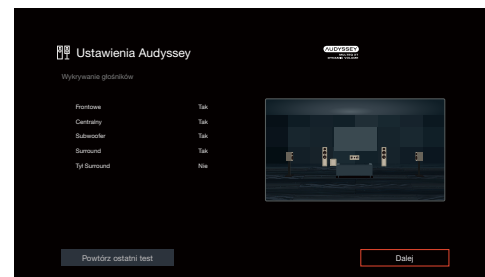 Ustawienia Audyssey
AUDYSSEY
Wykrywanie głośników
Frontowe Tak
Centralny Tak
Subwoofer Tak
Surround Tak
Tył Surround Nie
Powtórz ostatni test
Dalej